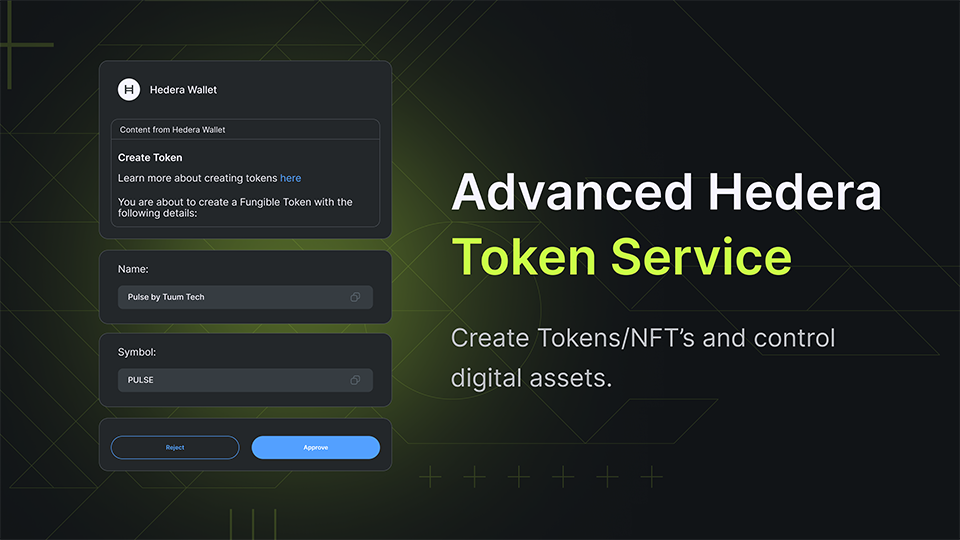 Hedera Wallet
Content from Hedera Wallet
Create Token
Learn more about creating tokens here
You are about to create a Fungible Token with the
following details:
Name:
Pulse by Tuum Tech
Symbol:
PULSE
Reject
Approve
Advanced Hedera
Token Service
Create Tokens/NFT’s and control
digital assets.